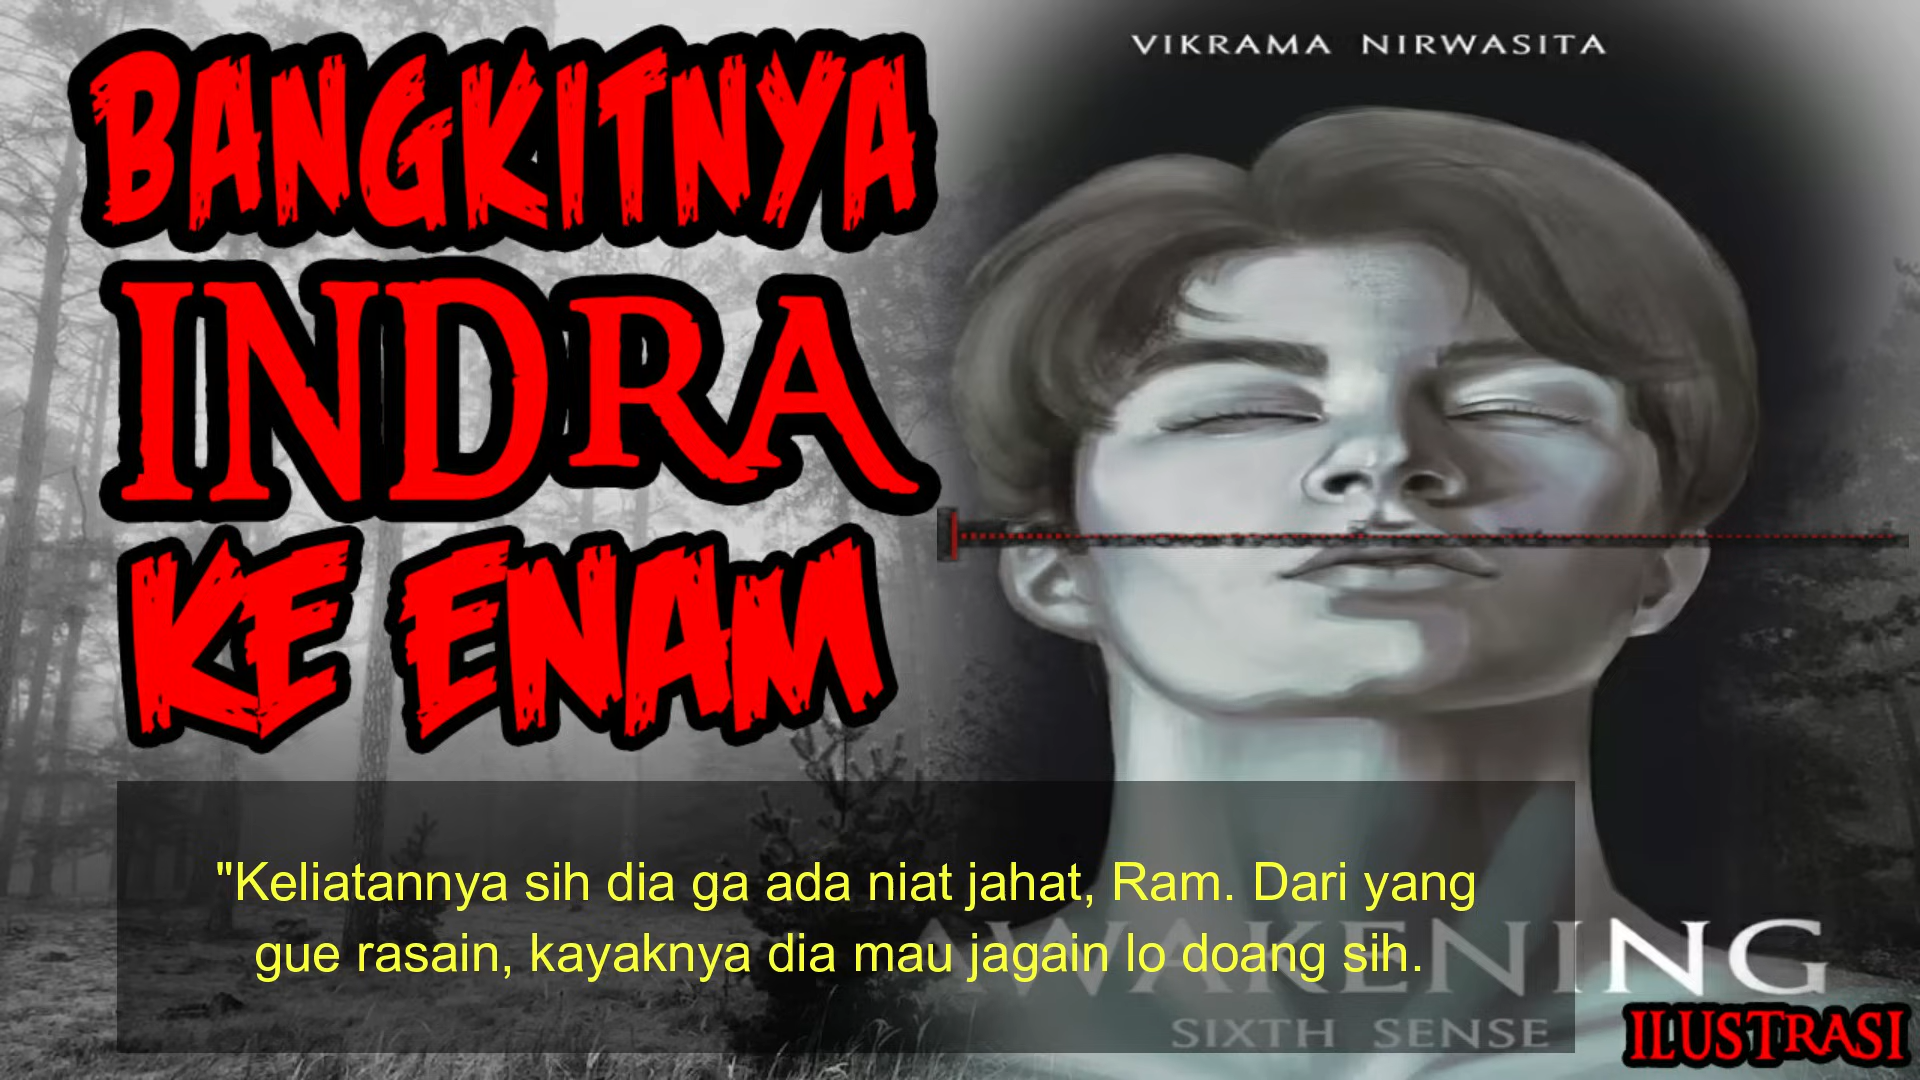 BANGKITNYA
INDRA
KE ENAM
VIKRAMA NIRWASITA
"Keliatannya sih dia ga ada niat jahat, Ram. Dari yang
gue rasain, kayaknya dia mau jagain lo doang sih.
AWAKENING
SIXTH SENSE
ILUSTRASI